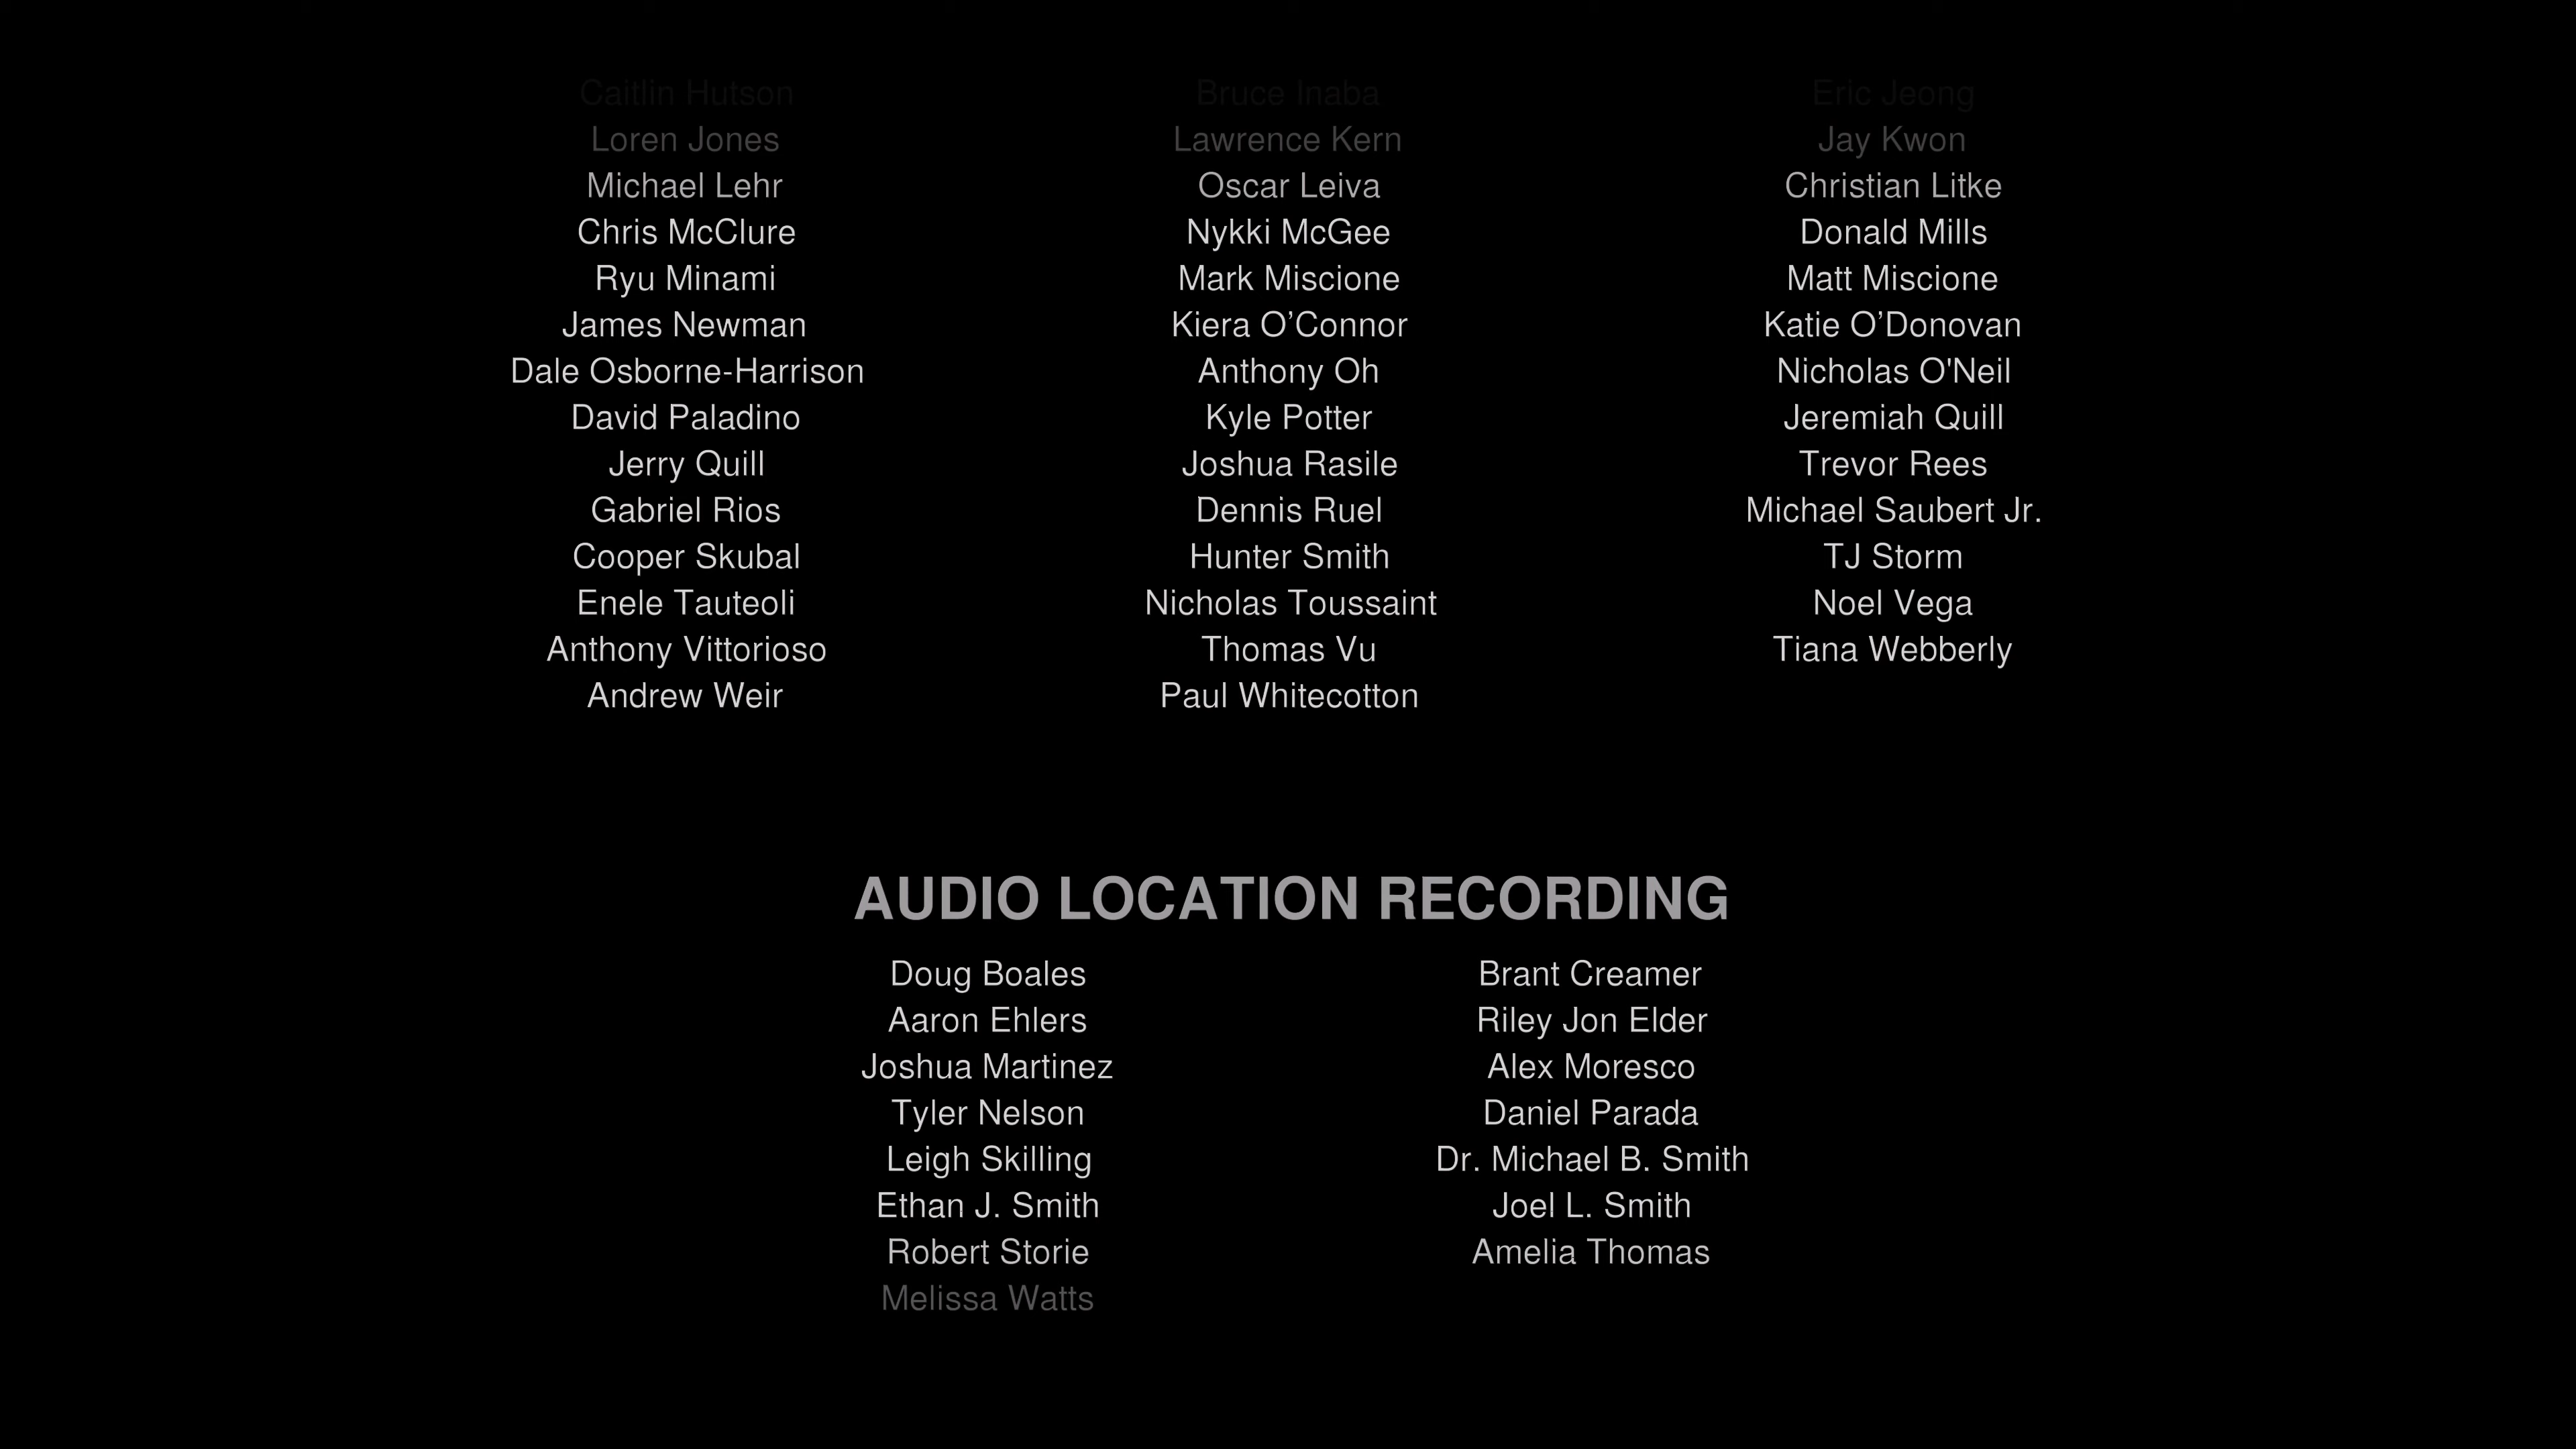 Caitlin Hutson Bruce Inaba Eric Jeong
Loren Jones Lawrence Kern Jay Kwon
Michael Lehr Oscar Leiva Christian Litke
Chris McClure Nykki McGee Donald Mills
Ryu Minami Mark Miscione Matt Miscione
James Newman Kiera O’Connor Katie O’Donovan
Dale Osborne-Harrison Anthony Oh Nicholas O'Neil
David Paladino Kyle Potter Jeremiah Quill
Jerry Quill Joshua Rasile Trevor Rees
Gabriel Rios Dennis Ruel Michael Saubert Jr.
Cooper Skubal Hunter Smith TJ Storm
Enele Tauteoli Nicholas Toussaint Noel Vega
Anthony Vittorioso Thomas Vu Tiana Webberly
Andrew Weir Paul Whitecotton
AUDIO LOCATION RECORDING
Doug Boales Brant Creamer
Aaron Ehlers Riley Jon Elder
Joshua Martinez Alex Moresco
Tyler Nelson Daniel Parada
Leigh Skilling Dr. Michael B. Smith
Ethan J. Smith Joel L. Smith
Robert Storie Amelia Thomas
Melissa Watts